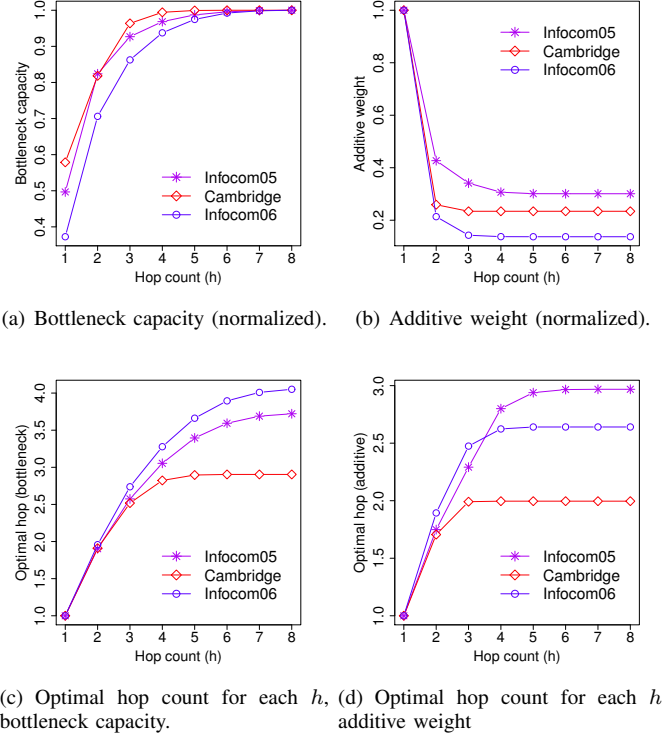 1.0
0.9
0.8
0.7
0.6
0.5
0.4
Bottleneck capacity
Infocom05
Cambridge
Infocom06
1 2 3 4 5 6 7 8
Hop count (h)
(a) Bottleneck capacity (normalized).
1.0
0.8
0.6
0.4
0.2
Additive weight
Infocom05
Cambridge
Infocom06
1 2 3 4 5 6 7 8
Hop count (h)
(b) Additive weight (normalized).
4.0
3.5
3.0
2.5
2.0
1.5
1.0
Optimal hop (bottleneck)
Infocom05
Cambridge
Infocom06
1 2 3 4 5 6 7 8
Hop count (h)
(c) Optimal hop count for each h,
bottleneck capacity.
3.0
2.5
2.0
1.5
1.0
Optimal hop (additive)
Infocom05
Cambridge
Infocom06
1 2 3 4 5 6 7 8
Hop count (h)
(d) Optimal hop count for each h
additive weight